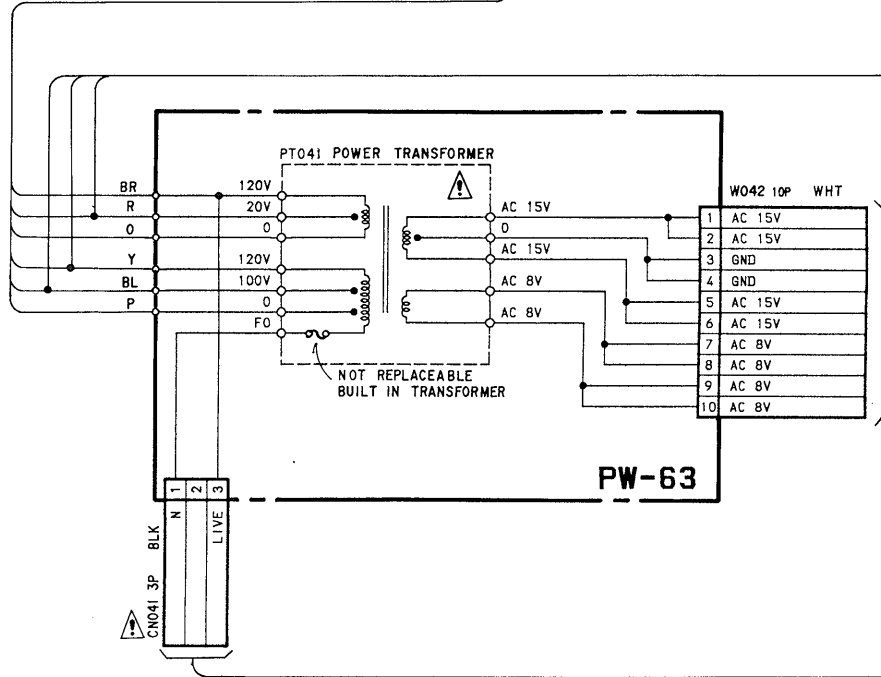 PT041 POWER TRANSFORMER
BR 120V
R 20V
O 0
Y 120V
BL 100V
P 0
F0
AC 15V
0
AC 15V
AC 8V
AC 8V
NOT REPLACEABLE
BUILT IN TRANSFORMER
W042 10P WHT
1 AC 15V
2 AC 15V
3 GND
4 GND
5 AC 15V
6 AC 15V
7 AC 8V
8 AC 8V
9 AC 8V
10 AC 8V
PW-63
1 N
2
3 LIVE
CN041 3P BLK
!
!